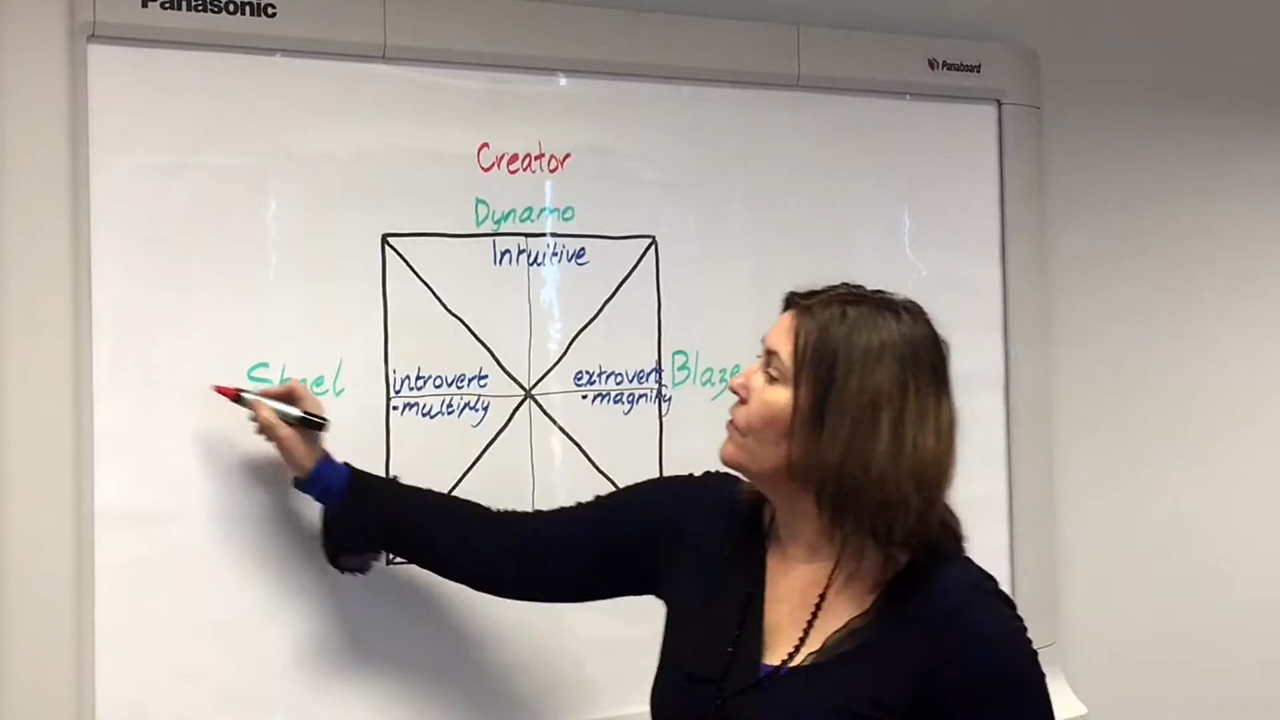 Panasonic
Panaboard
Creator
Dynamo
Intuitive
Steel
introvert
-multiply
extrovert
-magnify
Blaze